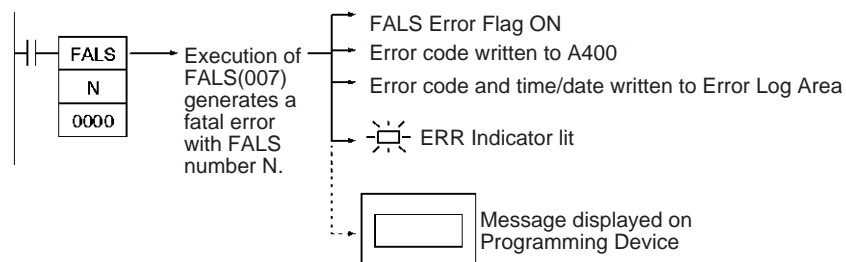 FALS
N
0000
Execution of
FALS(007)
generates a
fatal error
with FALS
number N.
FALS Error Flag ON
Error code written to A400
Error code and time/date written to Error Log Area
ERR Indicator lit
Message displayed on
Programming Device